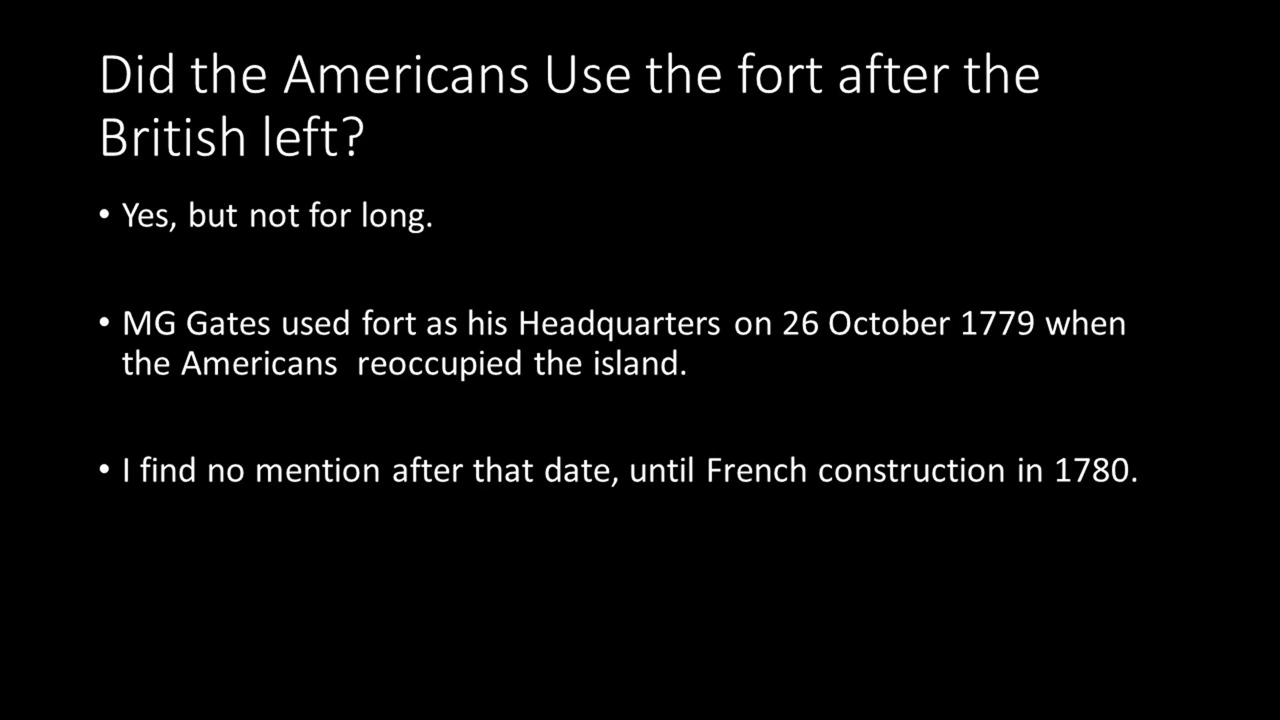 Did the Americans Use the fort after the
British left?
• Yes, but not for long.
• MG Gates used fort as his Headquarters on 26 October 1779 when
the Americans  reoccupied the island.
• I find no mention after that date, until French construction in 1780.